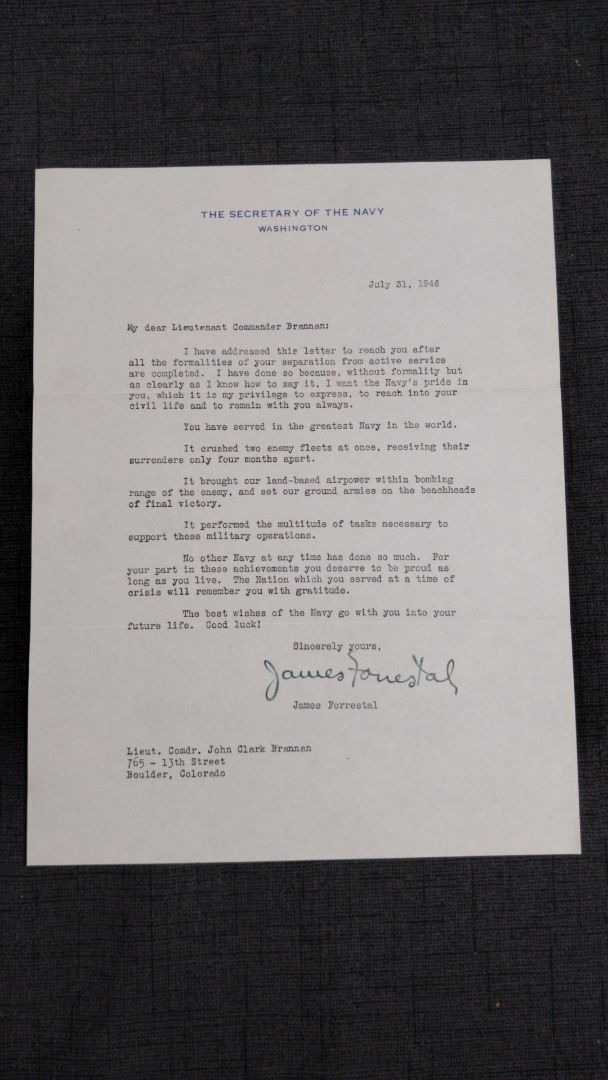 THE SECRETARY OF THE NAVY
WASHINGTON
July 31, 1946
My dear Lieutenant Commander Brannan:
I have addressed this letter to reach you after
all the formalities of your separation from active service
are completed. I have done so because, without formality but
as clearly as I know how to say it, I want the Navy's pride in
you, which it is my privilege to express, to reach into your
civil life and to remain with you always.
You have served in the greatest Navy in the world.
It crushed two enemy fleets at once, receiving their
surrenders only four months apart.
It brought our land-based airpower within bombing
range of the enemy, and set our ground armies on the beachheads
of final victory.
It performed the multitude of tasks necessary to
support these military operations.
No other Navy at any time has done so much. For
your part in these achievements you deserve to be proud as
long as you live. The Nation which you served at a time of
crisis will remember you with gratitude.
The best wishes of the Navy go with you into your
future life. Good luck!
Sincerely yours,
James Forrestal
James Forrestal
Lieut. Comdr. John Clark Brannan
765 - 13th Street
Boulder, Colorado